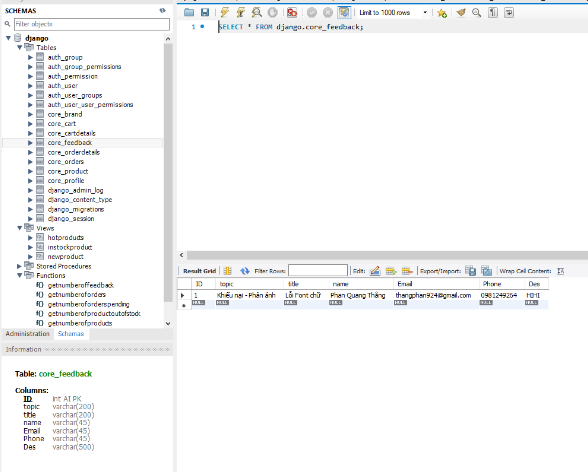 SCHEMAS
Filter objects
django
Tables
auth_group
auth_group_permissions
auth_permission
auth_user
auth_user_groups
auth_user_user_permissions
core_brand
core_cart
core_cartdetails
core_feedback
core_orderdetails
core_orders
core_product
core_profile
django_admin_log
django_content_type
django_migrations
django_session
Views
hotproducts
instockproduct
newproduct
Stored Procedures
Functions
f() getnumberoffeedback
f() getnumberoforders
f() getnumberoforderspending
f() getnumberofproductoutofstock
f() getnumberofproducts
Administration Schemas
Information
Table: core_feedback
Columns:
ID int AI PK
topic varchar(200)
title varchar(200)
name varchar(45)
Email varchar(45)
Phone varchar(45)
Des varchar(500)
Limit to 1000 rows
1 SELECT * FROM django.core_feedback;
Result Grid Filter Rows: Edit: Export/Import: Wrap Cell Content:
ID topic title name Email Phone Des
1 Khiếu nại - Phản ánh Lỗi Font chữ Phan Quang Thắng thangphan924@gmail.com 0981249264 HIHI
NULL NULL NULL NULL NULL NULL NULL